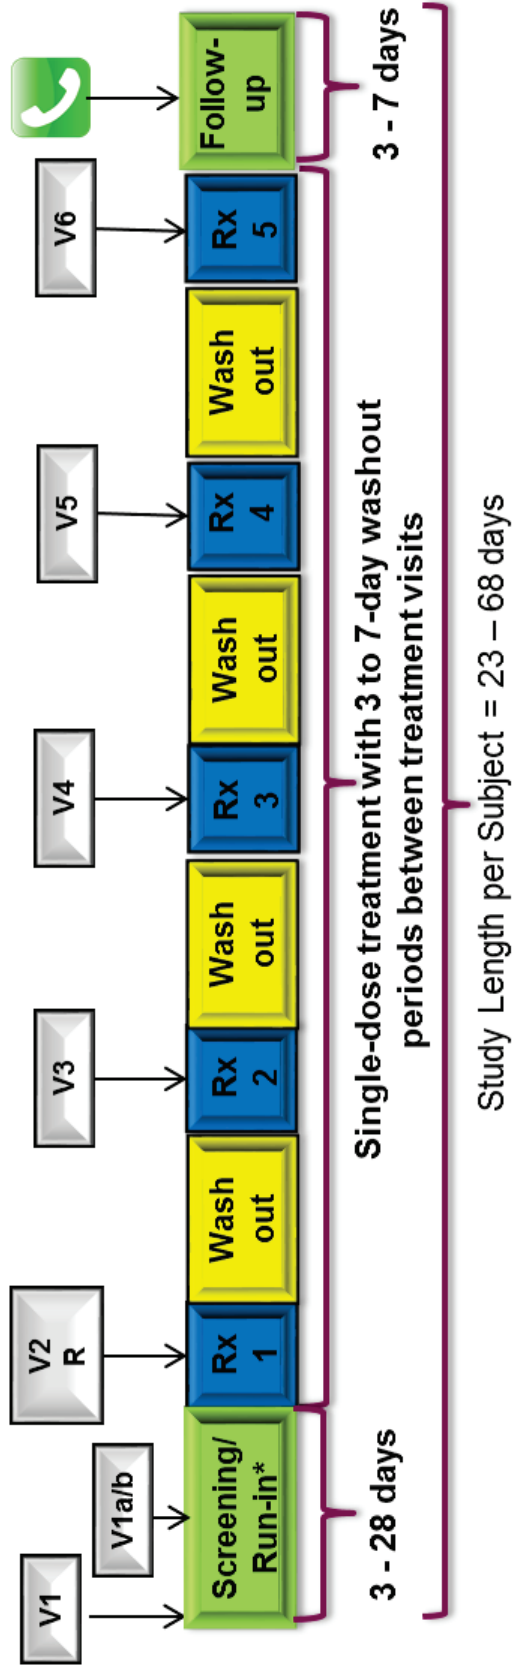 V1
V1a/b
V2
R
V3
V4
V5
V6
Screening/
Run-in*
Rx
1
Wash
out
Rx
2
Wash
out
Rx
3
Wash
out
Rx
4
Wash
out
Rx
5
Follow-
up
3 - 28 days
Single-dose treatment with 3 to 7-day washout
periods between treatment visits
3 - 7 days
Study Length per Subject = 23 – 68 days